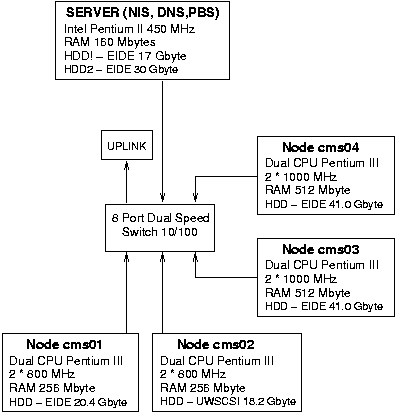 SERVER (NIS, DNS,PBS)
Intel Pentium II 450 MHz
RAM 160 Mbytes
HDD! – EIDE 17 Gbyte
HDD2 – EIDE 30 Gbyte
UPLINK
8 Port Dual Speed
Switch 10/100
Node cms04
Dual CPU Pentium III
2 * 1000 MHz
RAM 512 Mbyte
HDD – EIDE 41.0 Gbyte
Node cms03
Dual CPU Pentium III
2 * 1000 MHz
RAM 512 Mbyte
HDD – EIDE 41.0 Gbyte
Node cms01
Dual CPU Pentium III
2 * 800 MHz
RAM 256 Mbyte
HDD – EIDE 20.4 Gbyte
Node cms02
Dual CPU Pentium III
2 * 800 MHz
RAM 256 Mbyte
HDD – UWSCSI 18.2 Gbyte